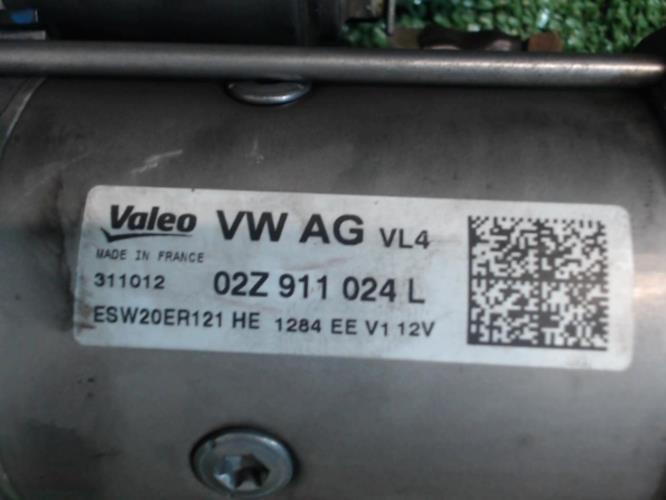 Valeo VW AG VL4
MADE IN FRANCE
311012 02Z 911 024 L
ESW20ER121 HE 1284 EE V1 12V